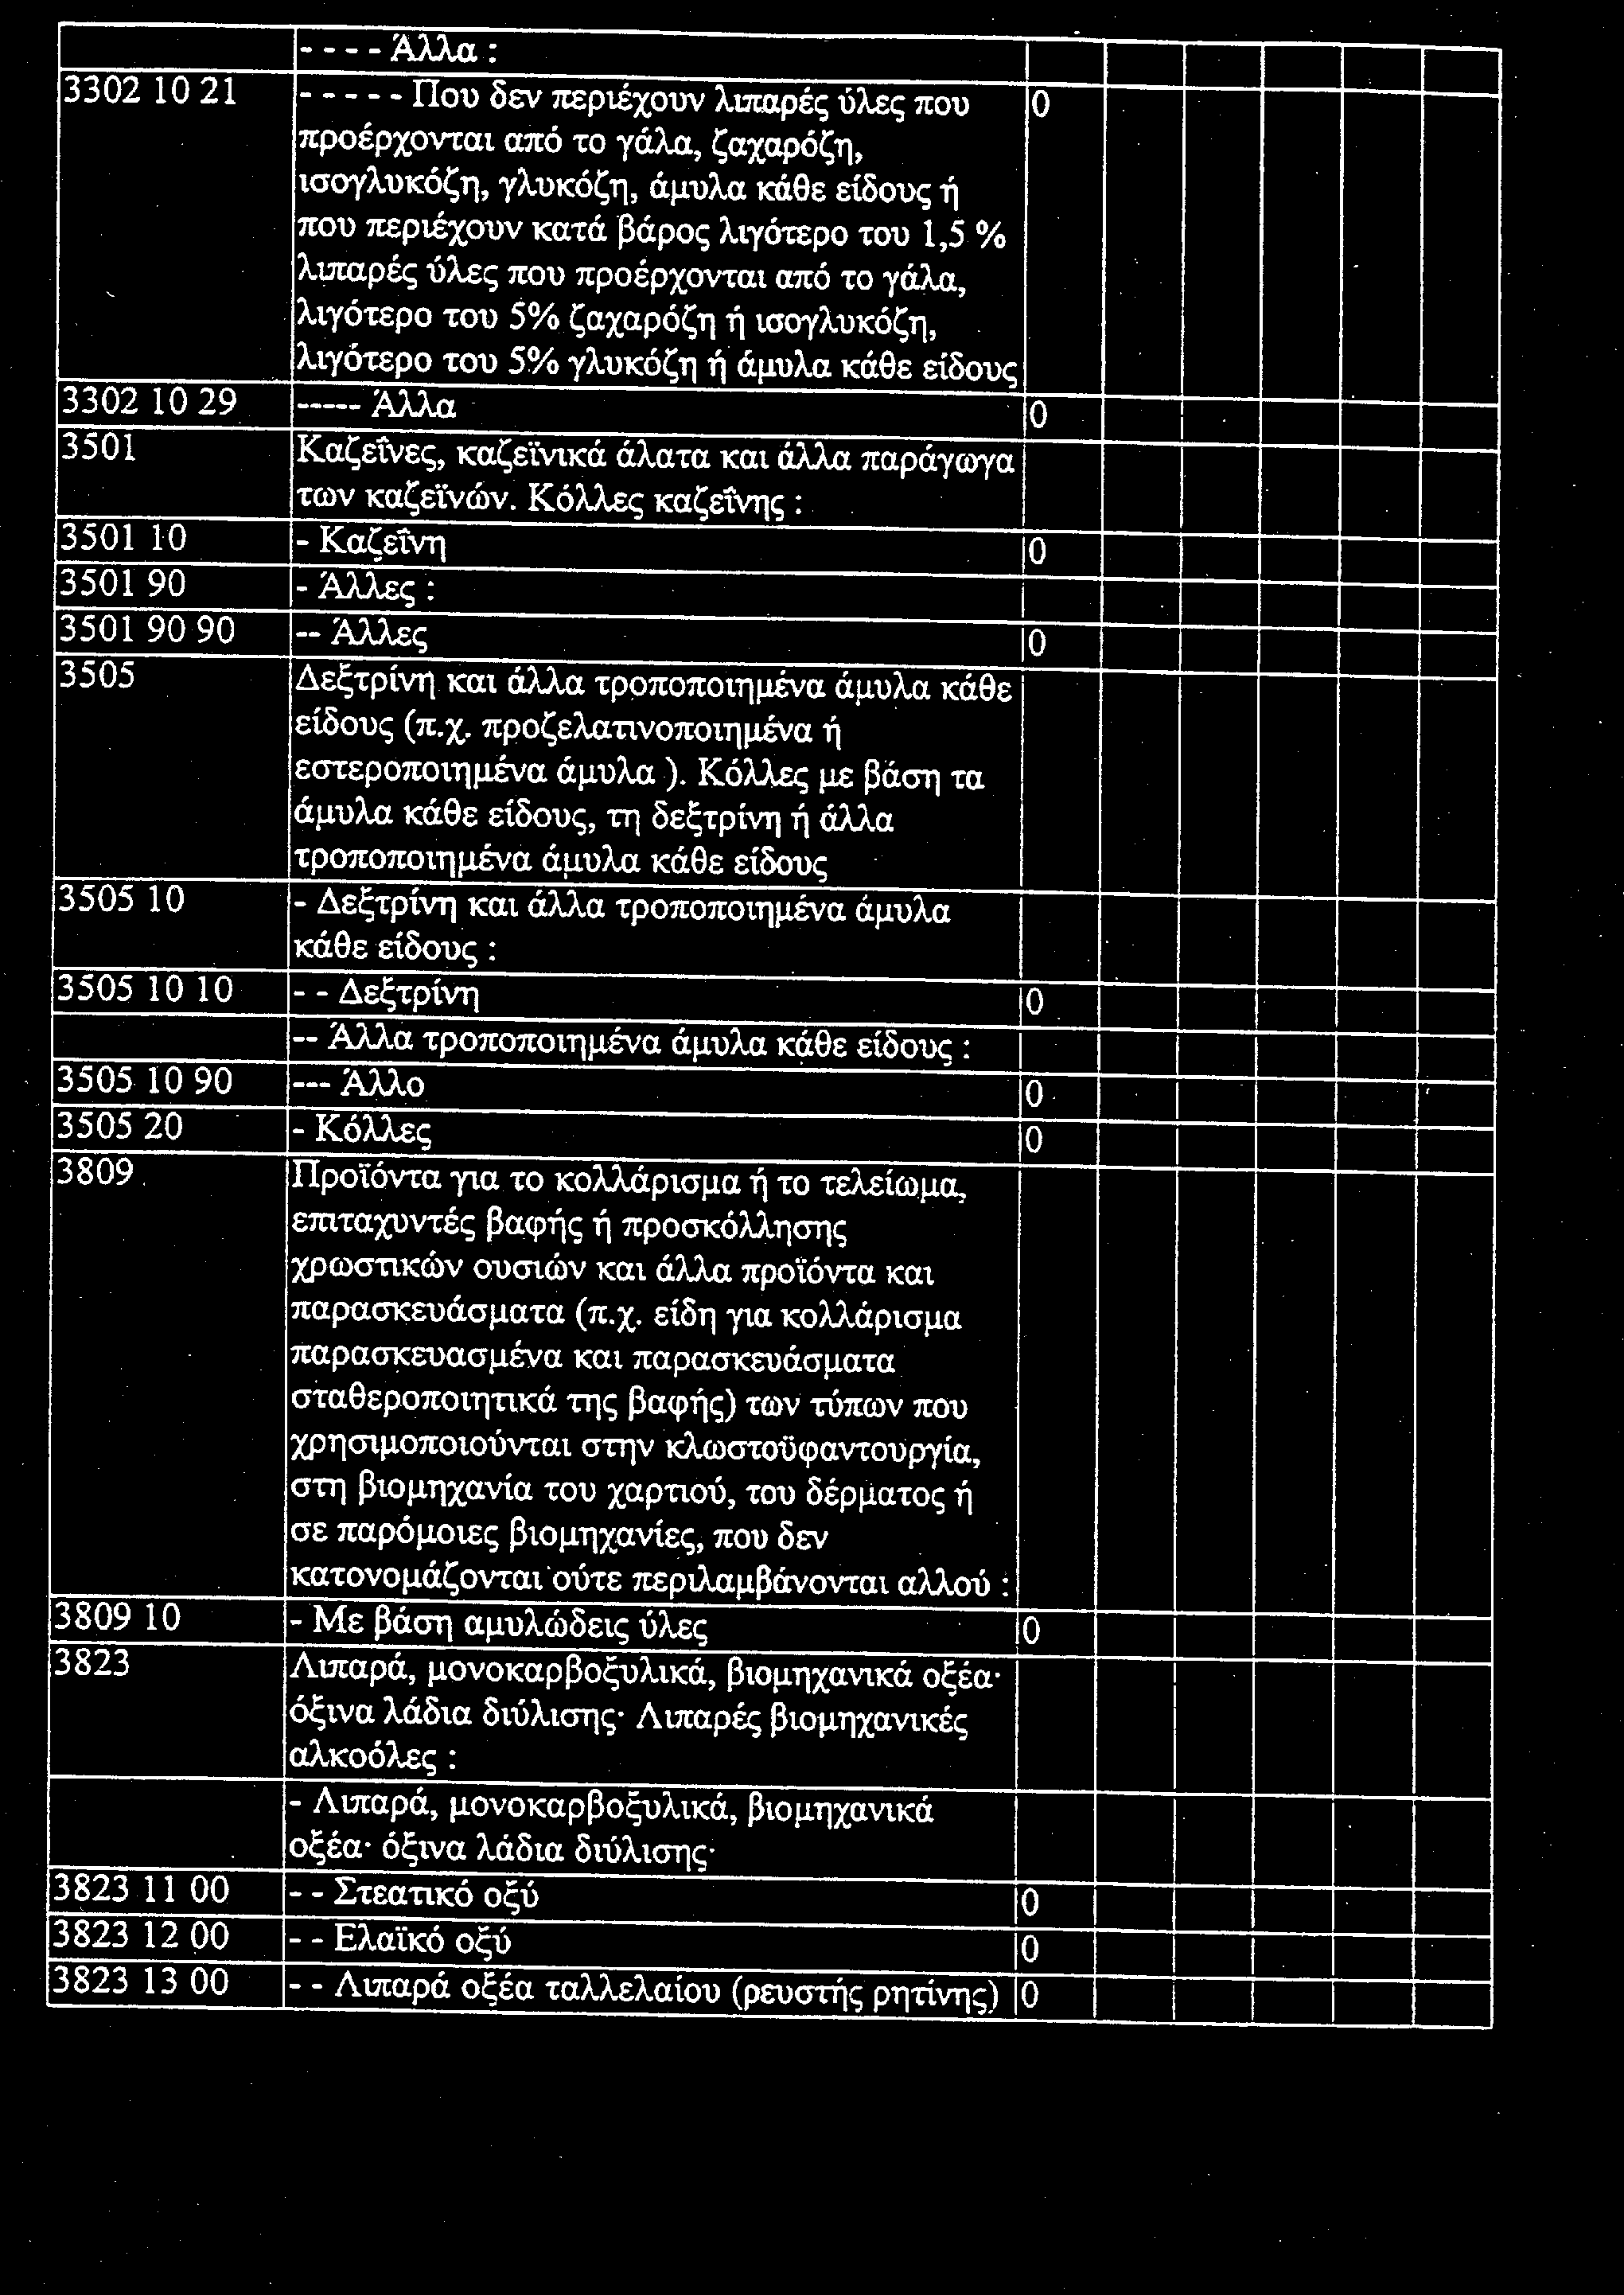 - - - - Άλλα :
3302 10 21 - - - - - Που δεν περιέχουν λιπαρές ύλες που 0
προέρχονται από το γάλα, ζαχαρόζη,
ισογλυκόζη, γλυκόζη, άμυλα κάθε είδους ή
που περιέχουν κατά βάρος λιγότερο του 1,5 %
λιπαρές ύλες που προέρχονται από το γάλα,
λιγότερο του 5% ζαχαρόζη ή ισογλυκόζη,
λιγότερο του 5% γλυκόζη ή άμυλα κάθε είδους
3302 10 29 ----- Άλλα 0
3501 Καζεΐνες, καζεϊνικά άλατα και άλλα παράγωγα
των καζεϊνών. Κόλλες καζεΐνης :
3501 10 - Καζεΐνη 0
3501 90 - Άλλες :
3501 90 90 -- Άλλες 0
3505 Δεξτρίνη και άλλα τροποποιημένα άμυλα κάθε
είδους (π.χ. προζελατινοποιημένα ή
εστεροποιημένα άμυλα ). Κόλλες με βάση τα
άμυλα κάθε είδους, τη δεξτρίνη ή άλλα
τροποποιημένα άμυλα κάθε είδους
3505 10 - Δεξτρίνη και άλλα τροποποιημένα άμυλα
κάθε είδους :
3505 10 10 - - Δεξτρίνη 0
-- Άλλα τροποποιημένα άμυλα κάθε είδους :
3505 10 90 --- Άλλο 0
3505 20 - Κόλλες 0
3809 Προϊόντα για το κολλάρισμα ή το τελείωμα,
επιταχυντές βαφής ή προσκόλλησης
χρωστικών ουσιών και άλλα προϊόντα και
παρασκευάσματα (π.χ. είδη για κολλάρισμα
παρασκευασμένα και παρασκευάσματα
σταθεροποιητικά της βαφής) των τύπων που
χρησιμοποιούνται στην κλωστοϋφαντουργία,
στη βιομηχανία του χαρτιού, του δέρματος ή
σε παρόμοιες βιομηχανίες, που δεν
κατονομάζονται ούτε περιλαμβάνονται αλλού :
3809 10 - Με βάση αμυλώδεις ύλες 0
3823 Λιπαρά, μονοκαρβοξυλικά, βιομηχανικά οξέα·
όξινα λάδια διύλισης· Λιπαρές βιομηχανικές
αλκοόλες :
- Λιπαρά, μονοκαρβοξυλικά, βιομηχανικά
οξέα· όξινα λάδια διύλισης·
3823 11 00 - - Στεατικό οξύ 0
3823 12 00 - - Ελαϊκό οξύ 0
3823 13 00 - - Λιπαρά οξέα ταλλελαίου (ρευστής ρητίνης) 0